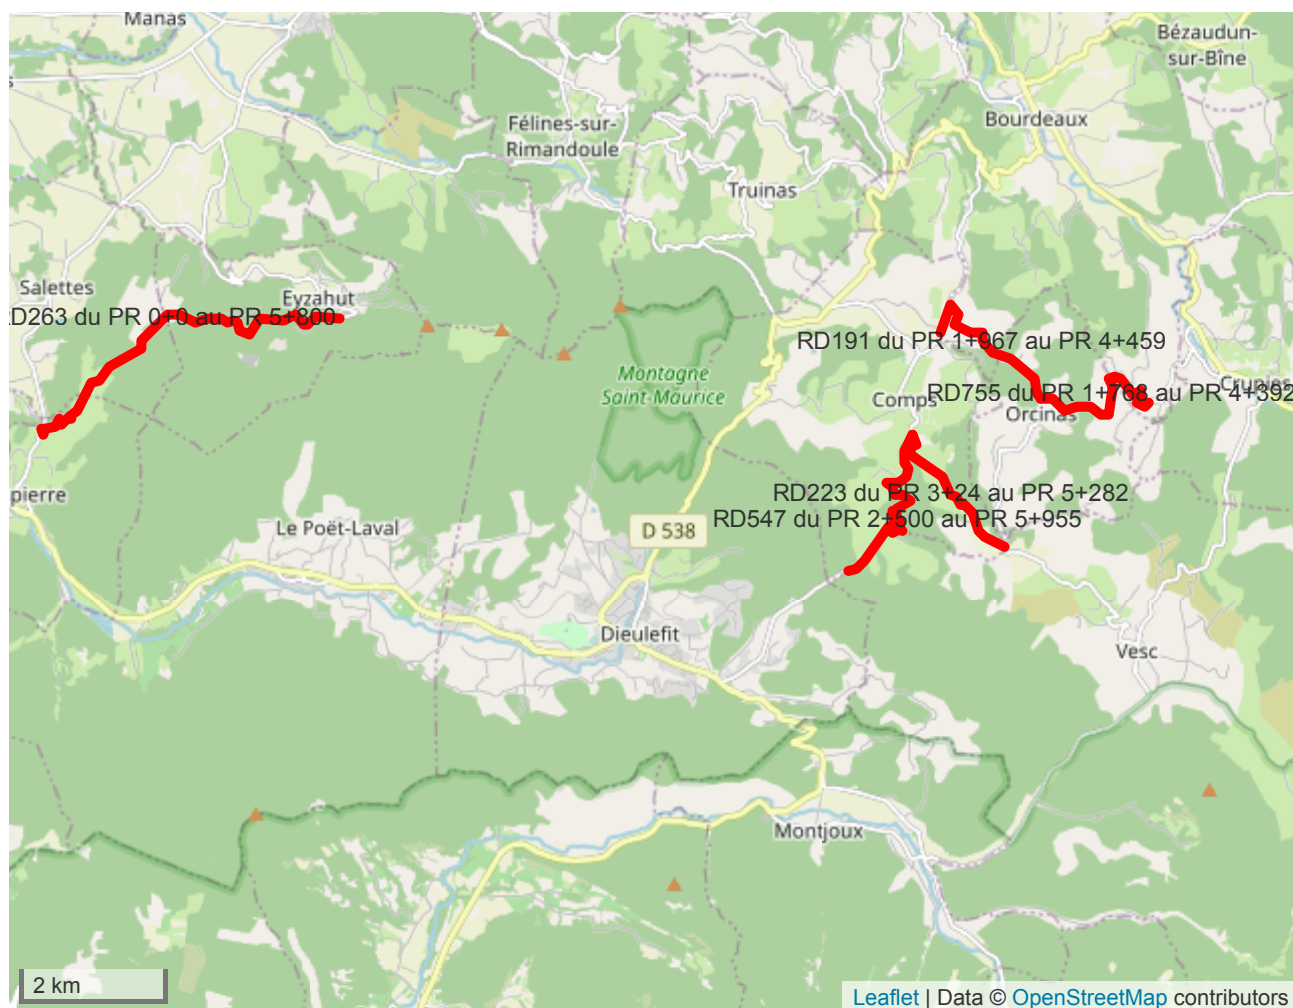 Manas
Bézaudun-
sur-Bîne
Félines-sur-
Rimandoule
Bourdeaux
Truinas
Salettes
Eyzahut
RD263 du PR 0+0 au PR 5+800
RD191 du PR 1+967 au PR 4+459
Montagne
Saint-Maurice
RD755 du PR 1+768 au PR 4+392
Crupies
Comps
Orcinas
pierre
RD223 du PR 3+24 au PR 5+282
RD547 du PR 2+500 au PR 5+955
Le Poët-Laval
D 538
Dieulefit
Vesc
Montjoux
2 km
Leaflet | Data © OpenStreetMap contributors